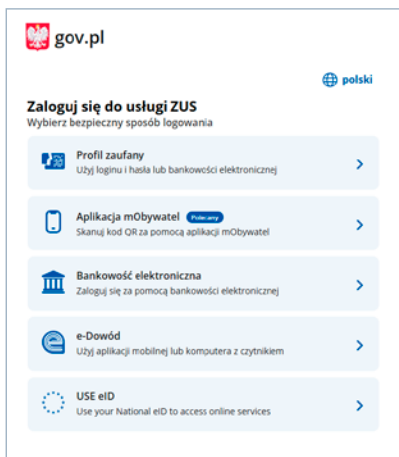 gov.pl
polski
Zaloguj się do usługi ZUS
Wybierz bezpieczny sposób logowania
Profil zaufany
Użyj loginu i hasła lub bankowości elektronicznej
Aplikacja mObywatel Polecany
Skanuj kod QR za pomocą aplikacji mObywatel
Bankowość elektroniczna
Zaloguj się za pomocą bankowości elektronicznej
e-Dowód
Użyj aplikacji mobilnej lub komputera z czytnikiem
USE eID
Use your National eID to access online services